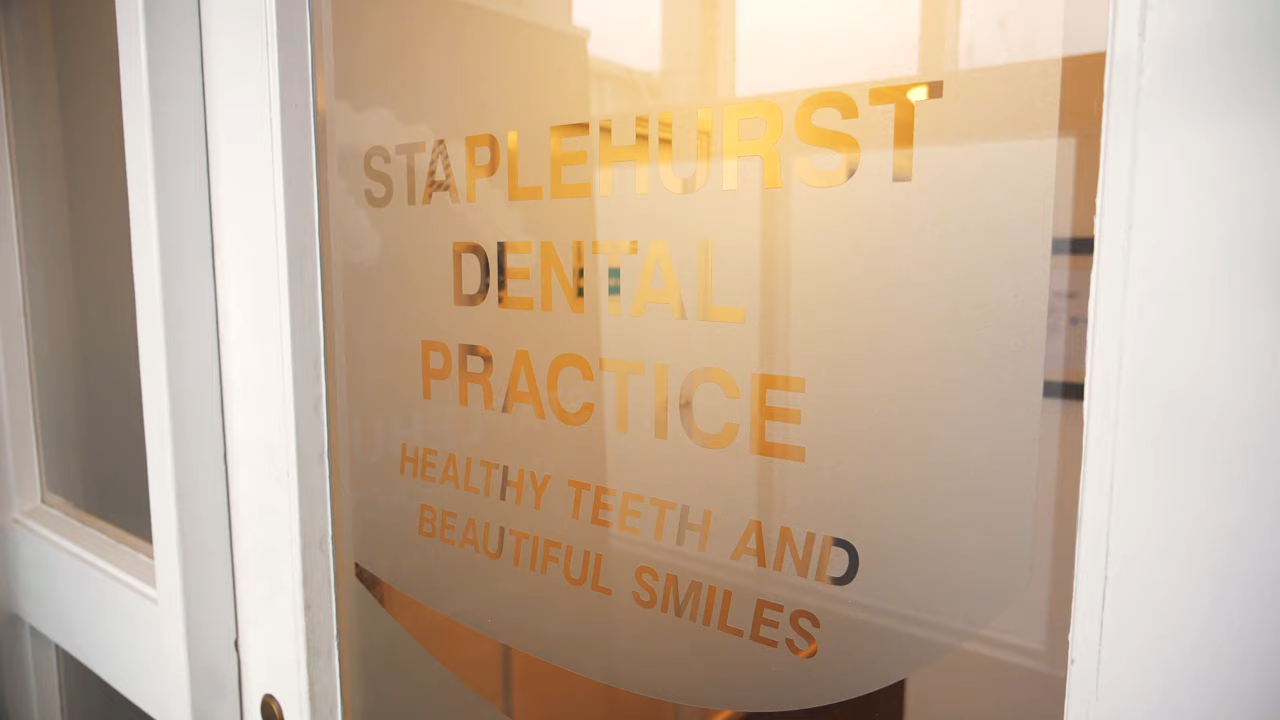 STAPLEHURST
DENTAL
PRACTICE
HEALTHY TEETH AND
BEAUTIFUL SMILES